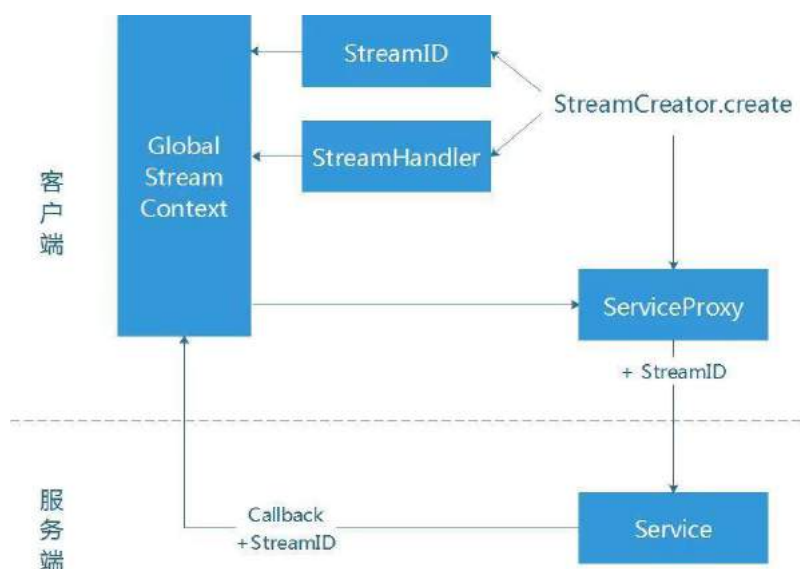 StreamID
StreamCreator.create
Global
Stream
Context
StreamHandler
客户端
ServiceProxy
+ StreamID
服务端
Callback
+StreamID
Service